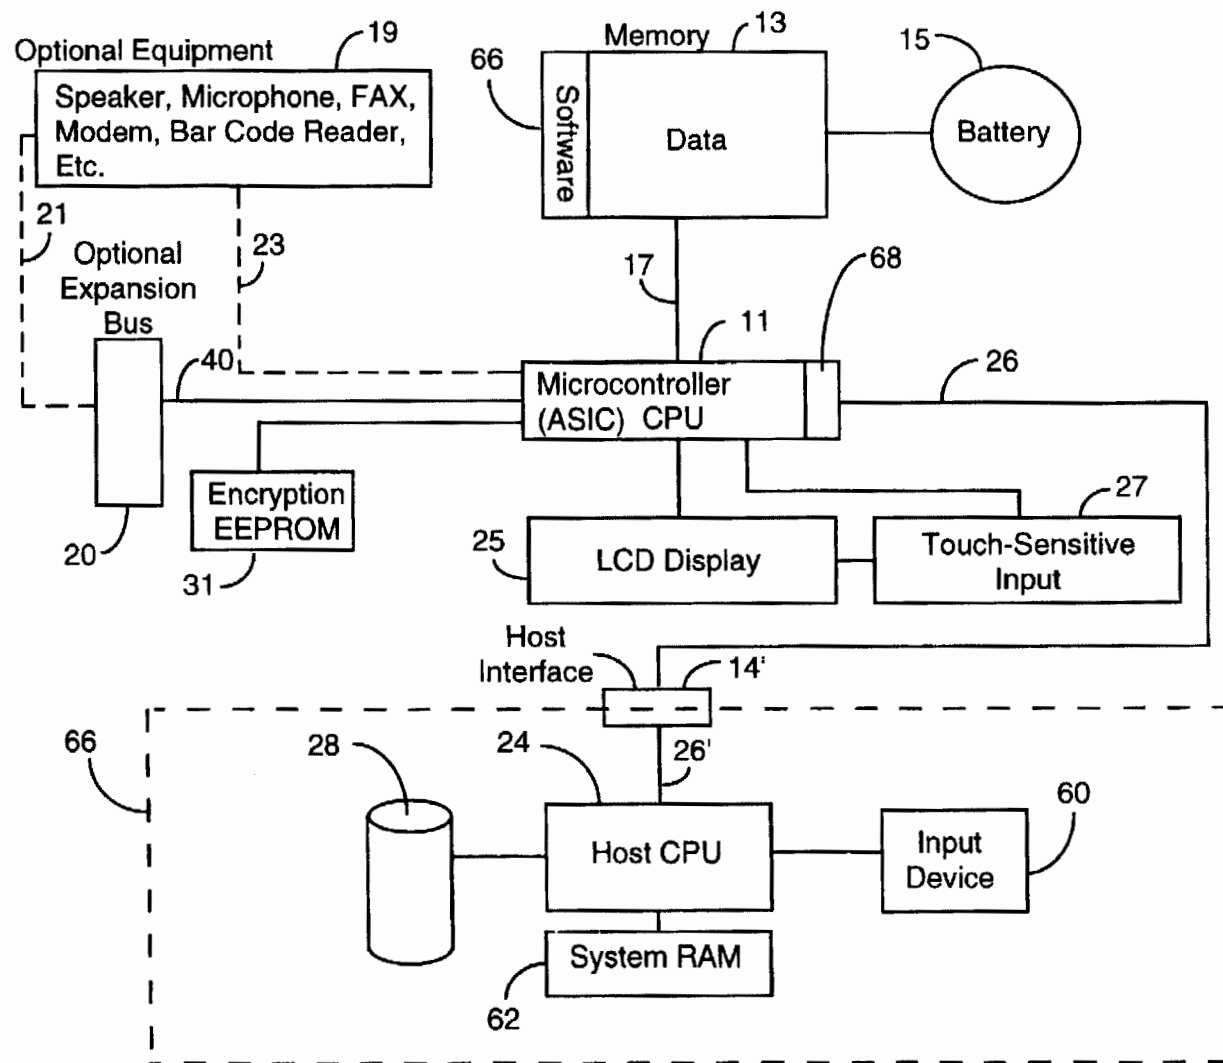 Optional Equipment
19
Speaker, Microphone, FAX,
Modem, Bar Code Reader,
Etc.
21
23
Memory
13
66
Software
Data
15
Battery
17
68
Optional
Expansion
Bus
40
20
11
Microcontroller
(ASIC) CPU
26
Encryption
EEPROM
31
25
LCD Display
27
Touch-Sensitive
Input
Host
Interface
14'
66
28
24
26'
Host CPU
60
Input
Device
System RAM
62